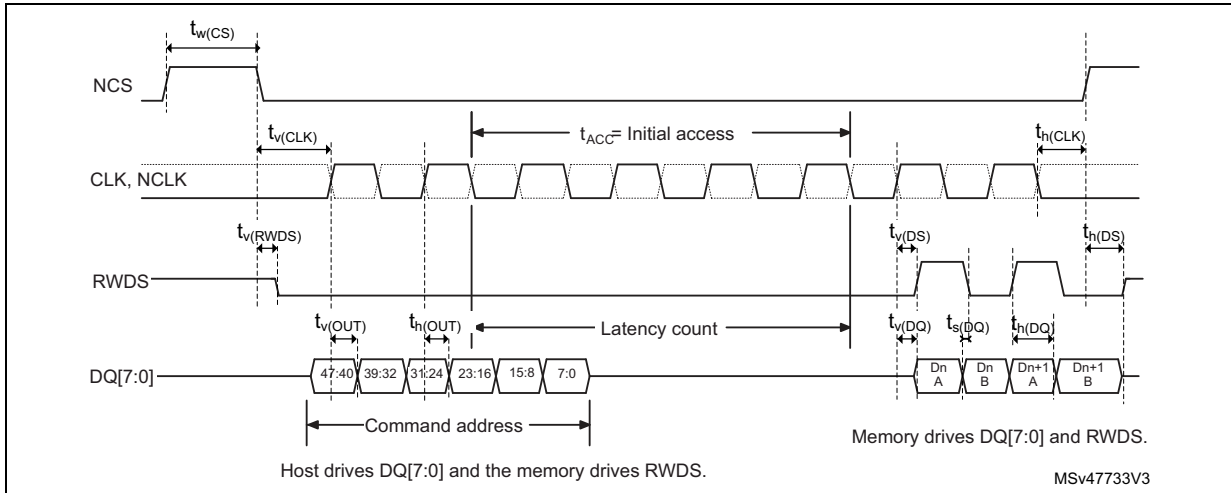 tw(CS)
NCS
tv(CLK)
tACC= Initial access
th(CLK)
CLK, NCLK
tv(RWDS)
tv(DS)
th(DS)
RWDS
tv(OUT)
th(OUT)
Latency count
tv(DQ)
ts(DQ)
th(DQ)
DQ[7:0]
47:40
39:32
31:24
23:16
15:8
7:0
Dn
A
Dn
B
Dn+1
A
Dn+1
B
Command address
Memory drives DQ[7:0] and RWDS.
Host drives DQ[7:0] and the memory drives RWDS.
MSv47733V3